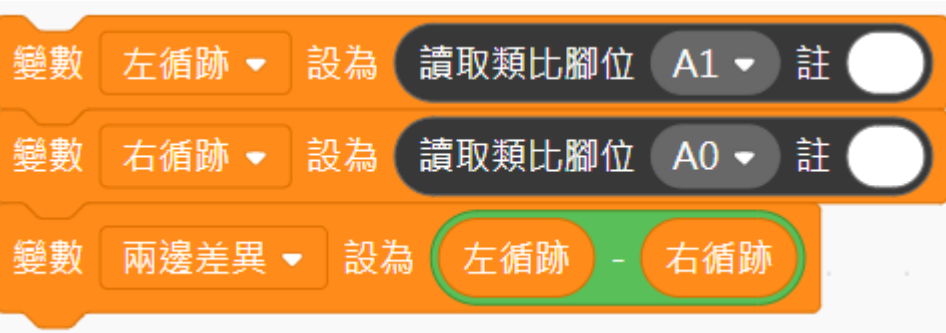 變數 左循跡 設為 讀取類比腳位 A1 註
變數 右循跡 設為 讀取類比腳位 A0 註
變數 兩邊差異 設為 左循跡 - 右循跡